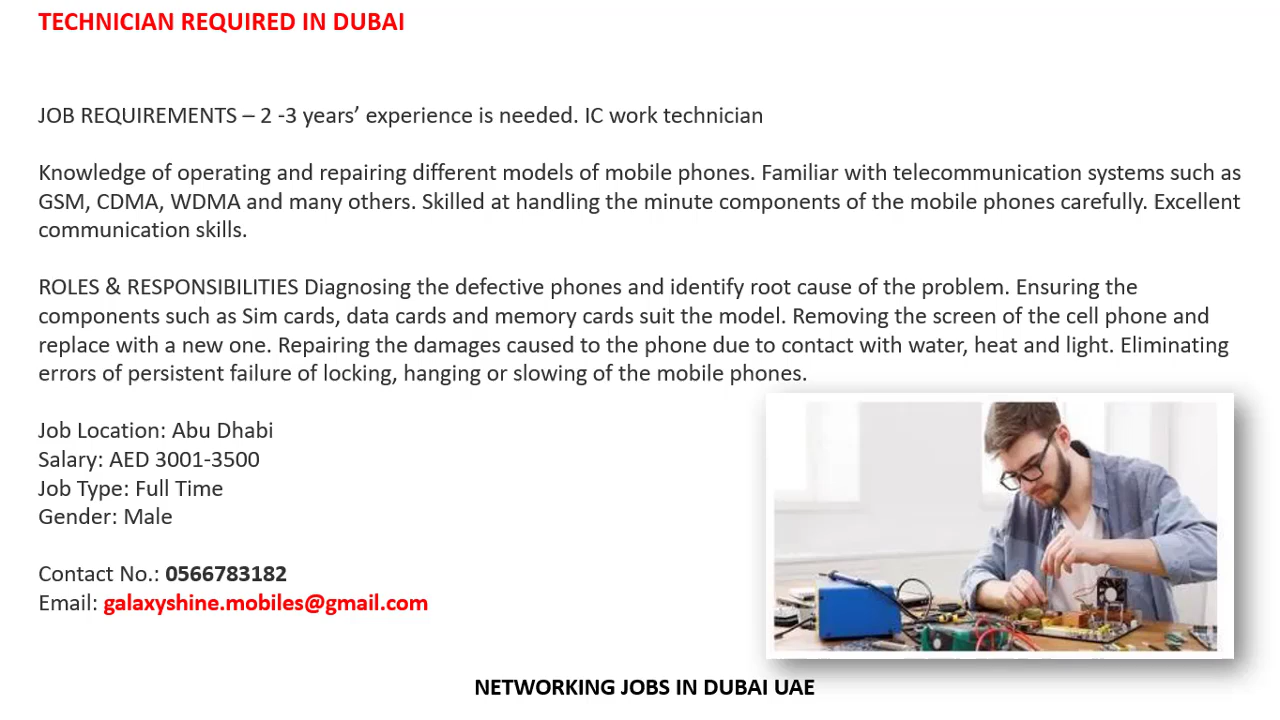 TECHNICIAN REQUIRED IN DUBAI
JOB REQUIREMENTS – 2 -3 years’ experience is needed. IC work technician
Knowledge of operating and repairing different models of mobile phones. Familiar with telecommunication systems such as
GSM, CDMA, WDMA and many others. Skilled at handling the minute components of the mobile phones carefully. Excellent
communication skills.
ROLES & RESPONSIBILITIES Diagnosing the defective phones and identify root cause of the problem. Ensuring the
components such as Sim cards, data cards and memory cards suit the model. Removing the screen of the cell phone and
replace with a new one. Repairing the damages caused to the phone due to contact with water, heat and light. Eliminating
errors of persistent failure of locking, hanging or slowing of the mobile phones.
Job Location: Abu Dhabi
Salary: AED 3001-3500
Job Type: Full Time
Gender: Male
Contact No.: 0566783182
Email: galaxyshine.mobiles@gmail.com
NETWORKING JOBS IN DUBAI UAE